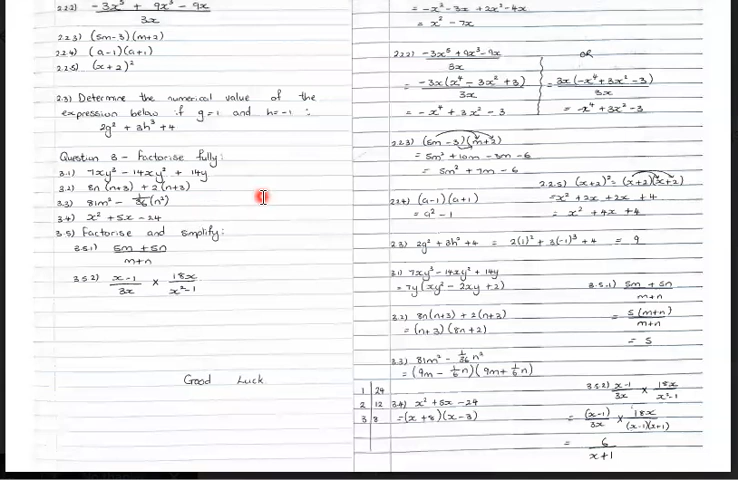 2.2.2) -3x⁵ + 9x³ - 9x
3x
2.2.3) (5m-3)(m+2)
2.2.4) (a-1)(a+1)
2.2.5) (x+2)²
2.3) Determine the numerical value of the
expression below if g=1 and h=-1 :
2g² + 3h³ + 4
Question 3 - Factorise fully:
3.1) 7xy³ - 14xy² + 14y
3.2) 8n(n+3) + 2(n+3)
3.3) 81m² - 1/36(n²)
3.4) x² + 5x - 24
3.5) Factorise and simplify:
3.5.1) 5m + 5n
m+n
3.5.2) x-1 × 18x
3x x²-1
Good Luck
= -x² - 3x + 2x² - 4x
= x² - 7x
2.2.2) -3x⁵ + 9x³ - 9x OR
3x
= -3x(x⁴ - 3x² + 3) = 3x(-x⁴ + 3x² - 3)
3x 3x
= -x⁴ + 3x² - 3 = -x⁴ + 3x² - 3
2.2.3) (5m - 3)(m + 2)
= 5m² + 10m - 3m - 6
= 5m² + 7m - 6
2.2.4) (a-1)(a+1)
= a² - 1
2.2.5) (x+2)² = (x+2)(x+2)
= x² + 2x + 2x + 4
= x² + 4x + 4
2.3) 2g² + 3h³ + 4 = 2(1)² + 3(-1)³ + 4 = 9
3.1) 7xy³ - 14xy² + 14y
= 7y(xy² - 2xy + 2)
3.2) 8n(n+3) + 2(n+3)
= (n+3)(8n+2)
3.3) 81m² - 1/36 n²
= (9m - 1/6 n)(9m + 1/6 n)
3.4) x² + 5x - 24
= (x + 8)(x - 3)
1 24
2 12
3 8
3.5.1) 5m + 5n
m+n
= 5(m+n)
m+n
= 5
3.5.2) x-1 × 18x
3x x²-1
= (x-1) × 18x
3x (x-1)(x+1)
= 6
x+1